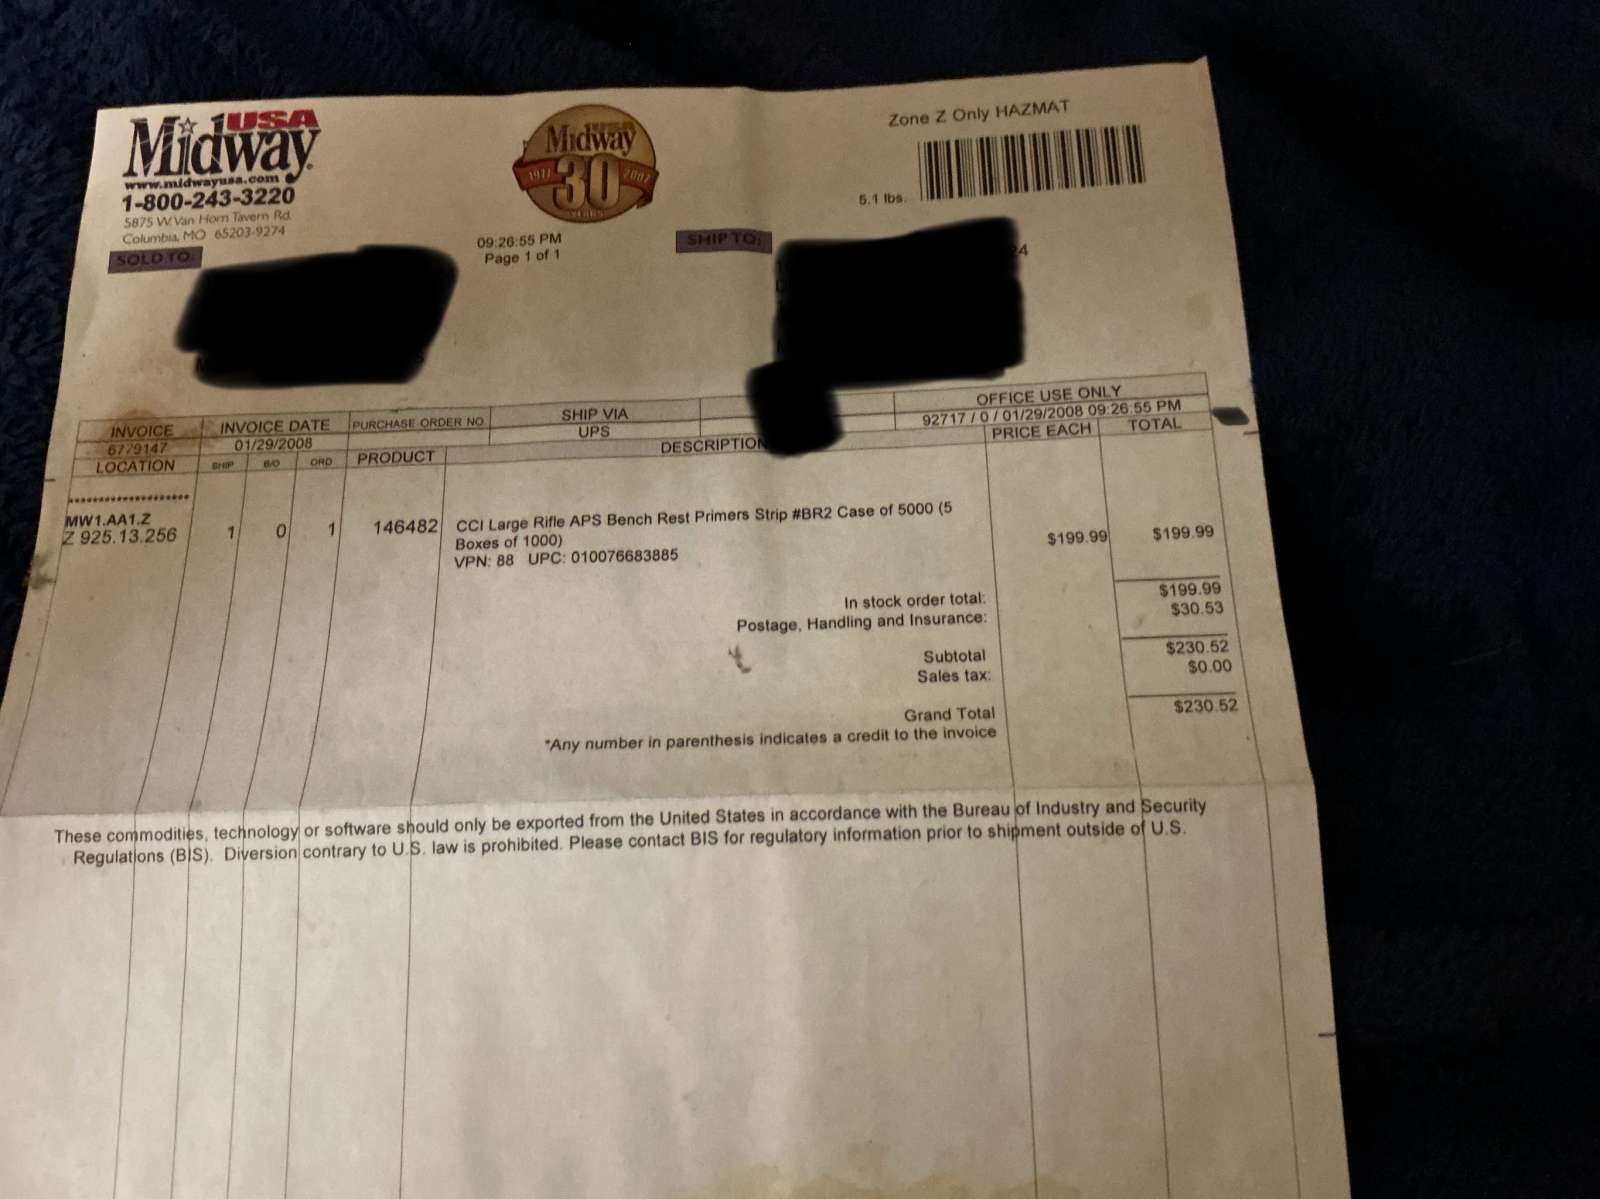 MidwayUSA
www.midwayusa.com
1-800-243-3220
5875 W. Van Horn Tavern Rd.
Columbia, MO 65203-9274
MidwayUSA
1977 30 2007
YEARS
Zone Z Only HAZMAT
5.1 lbs.
09:26:55 PM
Page 1 of 1
SOLD TO:
SHIP TO:
24
INVOICE INVOICE DATE PURCHASE ORDER NO. SHIP VIA OFFICE USE ONLY
6779147 01/29/2008 UPS 92717 / 0 / 01/29/2008 09:26:55 PM
LOCATION SHIP B/O ORD PRODUCT DESCRIPTION PRICE EACH TOTAL
********************
MW1.AA1.Z
Z 925.13.256 1 0 1 146482 CCI Large Rifle APS Bench Rest Primers Strip #BR2 Case of 5000 (5 $199.99 $199.99
Boxes of 1000)
VPN: 88 UPC: 010076683885
In stock order total: $199.99
Postage, Handling and Insurance: $30.53
Subtotal $230.52
Sales tax: $0.00
Grand Total $230.52
*Any number in parenthesis indicates a credit to the invoice
These commodities, technology or software should only be exported from the United States in accordance with the Bureau of Industry and Security
Regulations (BIS). Diversion contrary to U.S. law is prohibited. Please contact BIS for regulatory information prior to shipment outside of U.S.